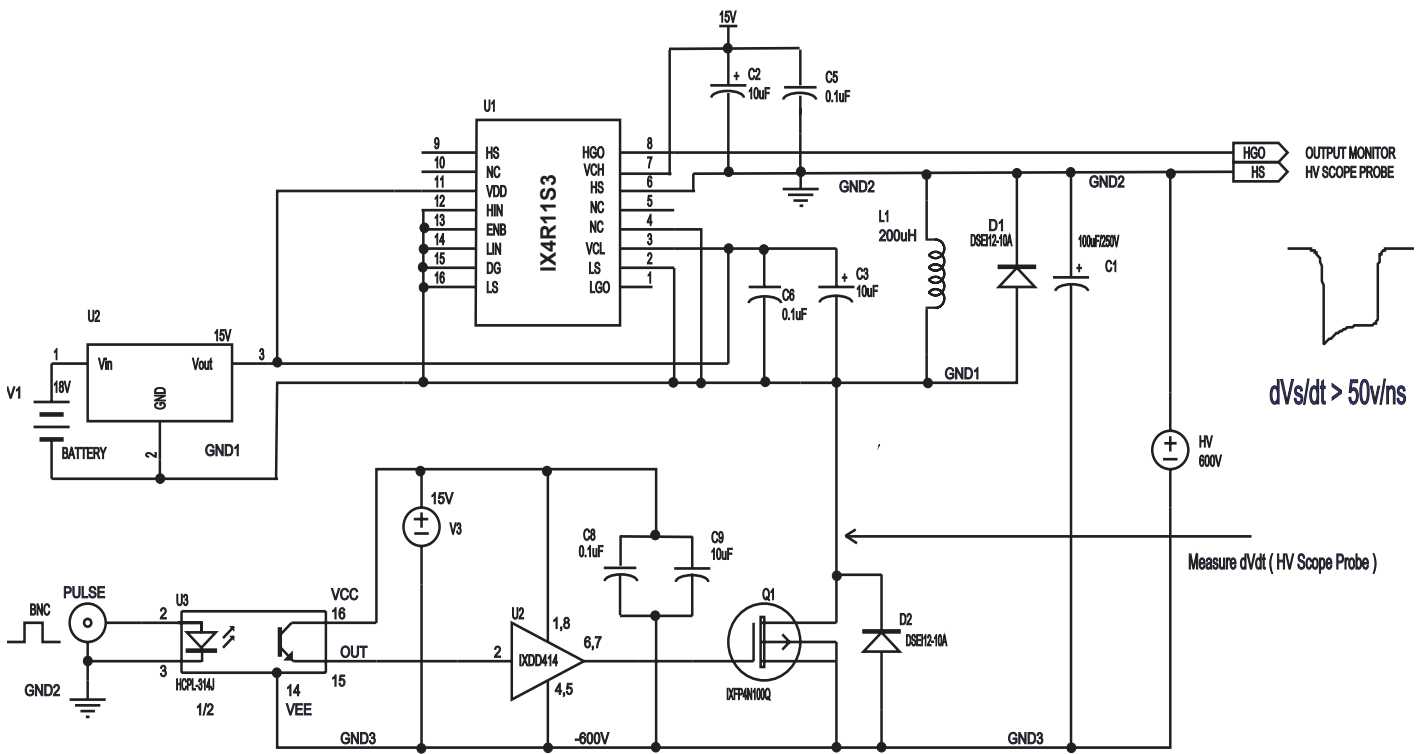 15V
C2
10uF
C5
0.1uF
U1
IX4R11S3
9 HS
10 NC
11 VDD
12 HIN
13 ENB
14 LIN
15 DG
16 LS
HGO 8
VCH 7
HS 6
NC 5
NC 4
VCL 3
LS 2
LGO 1
HGO OUTPUT MONITOR
HS HV SCOPE PROBE
GND2
GND2
L1
200uH
D1
DSEI12-10A
100uF/250V
C1
C6
0.1uF
C3
10uF
U2
15V
1 Vin Vout 3
GND
2
V1
18V
BATTERY
GND1
GND1
dVs/dt > 50v/ns
HV
600V
15V
V3
C8
0.1uF
C9
10uF
Measure dVdt ( HV Scope Probe )
PULSE
BNC
U3
VCC
16
2
3
OUT
15
HCPL-314J
1/2
14
VEE
GND2
U2
1,8
2
IXDD414
6,7
4,5
Q1
IXFP4N100Q
D2
DSEI12-10A
GND3
-600V
GND3